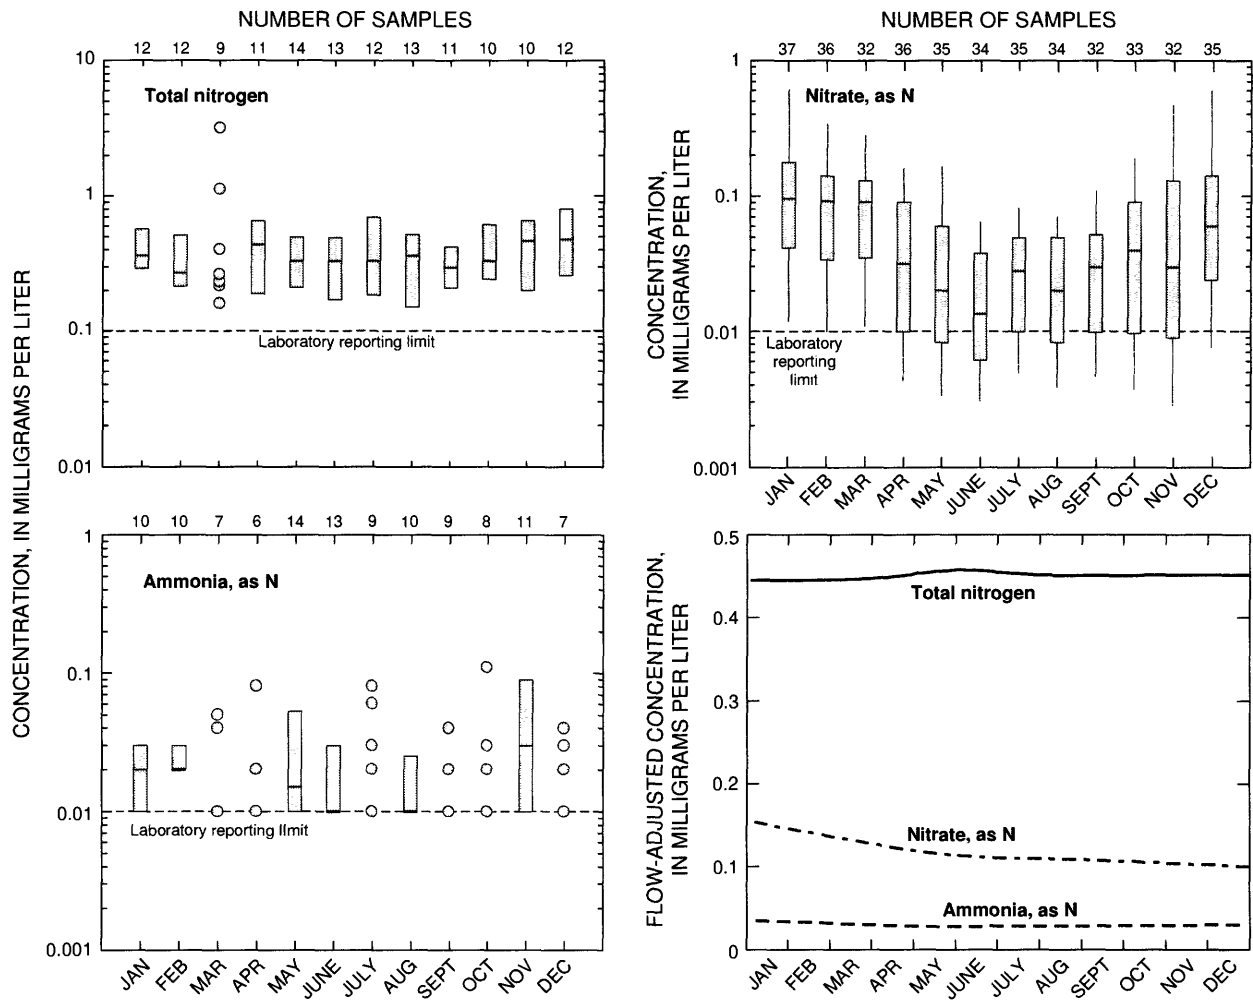 NUMBER OF SAMPLES
12 12 9 11 14 13 12 13 11 10 10 12
10
1
0.1
0.01
Total nitrogen
Laboratory reporting limit
CONCENTRATION, IN MILLIGRAMS PER LITER
10 10 7 6 14 13 9 10 9 8 11 7
1
0.1
0.01
0.001
Ammonia, as N
Laboratory reporting limit
JAN FEB MAR APR MAY JUNE JULY AUG SEPT OCT NOV DEC
NUMBER OF SAMPLES
37 36 32 36 35 34 35 34 32 33 32 35
1
0.1
0.01
0.001
Nitrate, as N
Laboratory
reporting
limit
CONCENTRATION,
IN MILLIGRAMS PER LITER
JAN FEB MAR APR MAY JUNE JULY AUG SEPT OCT NOV DEC
0.5
0.4
0.3
0.2
0.1
0
Total nitrogen
Nitrate, as N
Ammonia, as N
FLOW-ADJUSTED CONCENTRATION,
IN MILLIGRAMS PER LITER
JAN FEB MAR APR MAY JUNE JULY AUG SEPT OCT NOV DEC